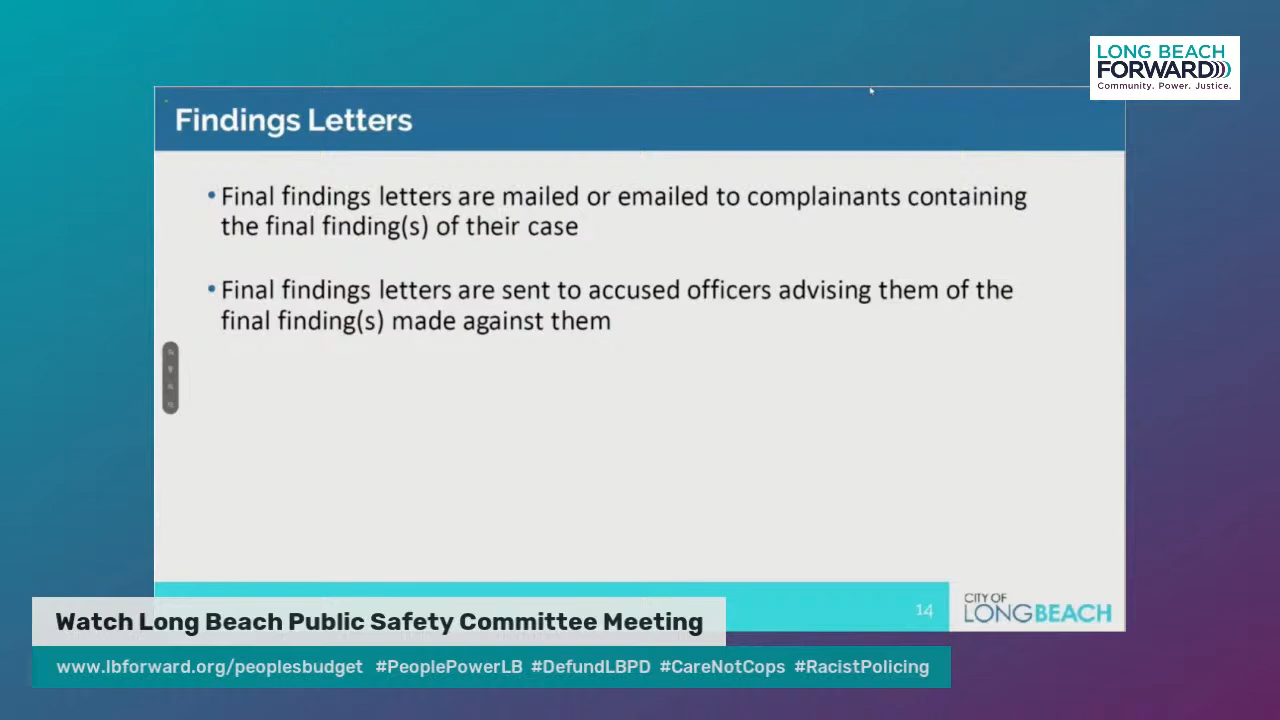 LONG BEACH
FORWARD
Community. Power. Justice.
Findings Letters
• Final findings letters are mailed or emailed to complainants containing
the final finding(s) of their case
• Final findings letters are sent to accused officers advising them of the
final finding(s) made against them
14
CITY OF
LONGBEACH
Watch Long Beach Public Safety Committee Meeting
www.lbforward.org/peoplesbudget #PeoplePowerLB #DefundLBPD #CareNotCops #RacistPolicing